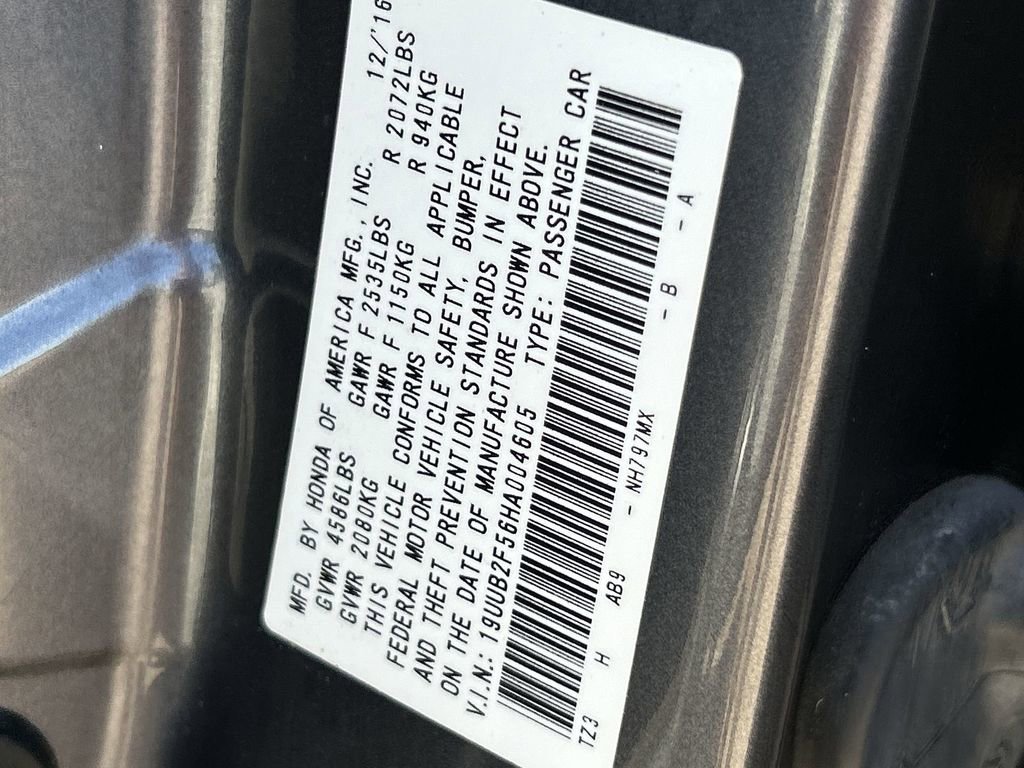 MFD. BY HONDA OF AMERICA MFG., INC. 12/'16
GVWR 4586LBS GAWR F 2535LBS R 2072LBS
GVWR 2080KG GAWR F 1150KG R 940KG
THIS VEHICLE CONFORMS TO ALL APPLICABLE
FEDERAL MOTOR VEHICLE SAFETY, BUMPER,
AND THEFT PREVENTION STANDARDS IN EFFECT
ON THE DATE OF MANUFACTURE SHOWN ABOVE.
V.I.N.: 19UUB2F56HA004605 TYPE: PASSENGER CAR
TZ3 H AB9 - NH797MX - B - A